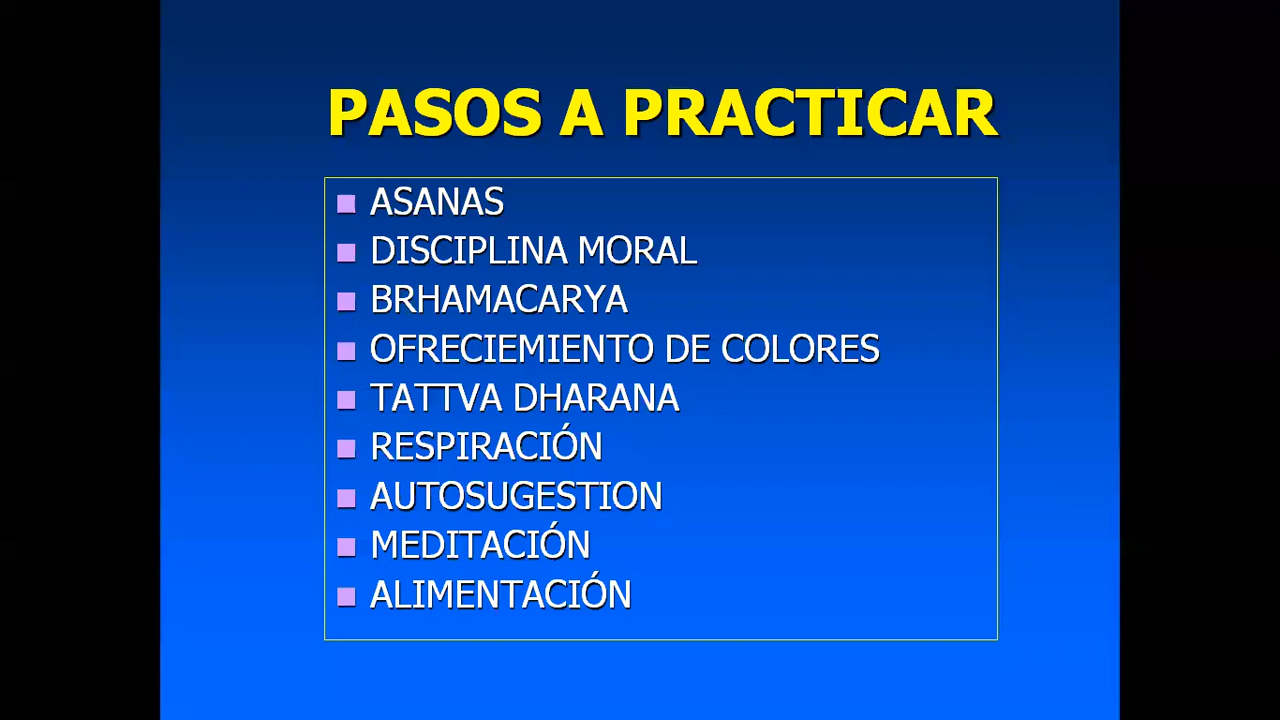 PASOS A PRACTICAR
ASANAS
DISCIPLINA MORAL
BRHAMACARYA
OFRECIEMIENTO DE COLORES
TATTVA DHARANA
RESPIRACIÓN
AUTOSUGESTION
MEDITACIÓN
ALIMENTACIÓN